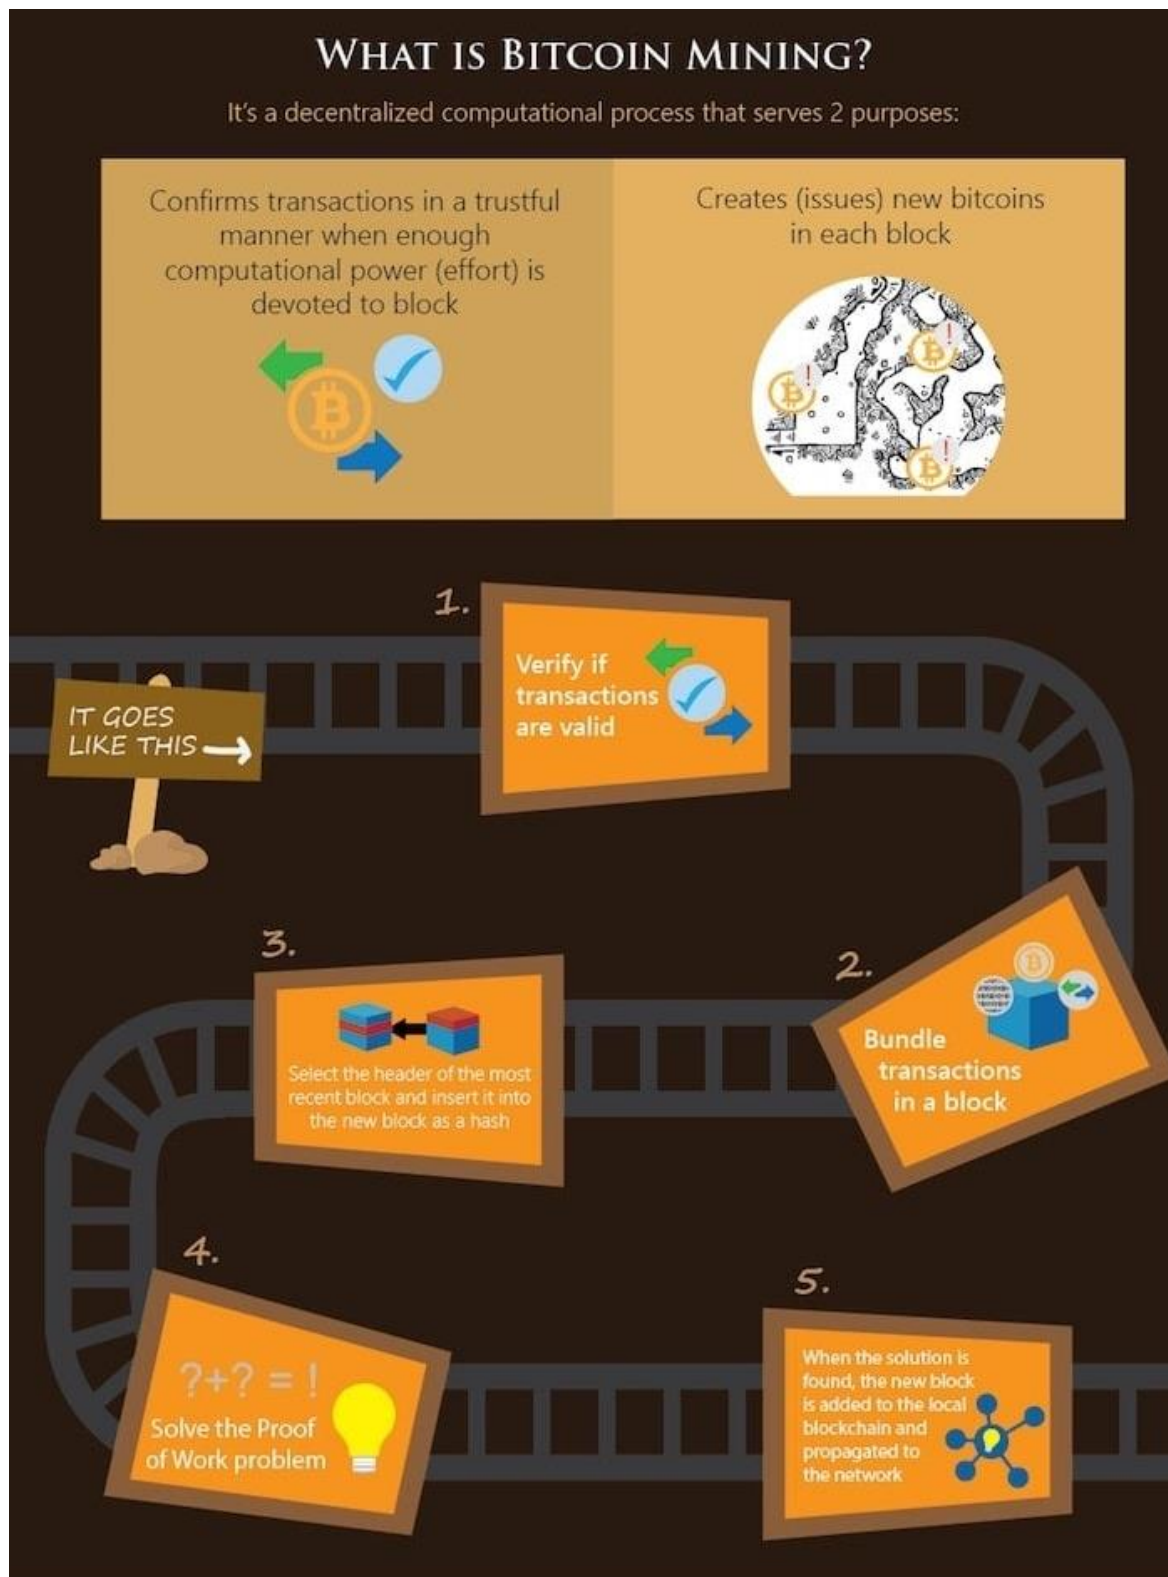 What is Bitcoin Mining?
It's a decentralized computational process that serves 2 purposes:
Confirms transactions in a trustful
manner when enough
computational power (effort) is
devoted to block
Creates (issues) new bitcoins
in each block
IT GOES
LIKE THIS
1.
Verify if
transactions
are valid
2.
Bundle
transactions
in a block
3.
Select the header of the most
recent block and insert it into
the new block as a hash
4.
?+? = !
Solve the Proof
of Work problem
5.
When the solution is
found, the new block
is added to the local
blockchain and
propagated to
the network